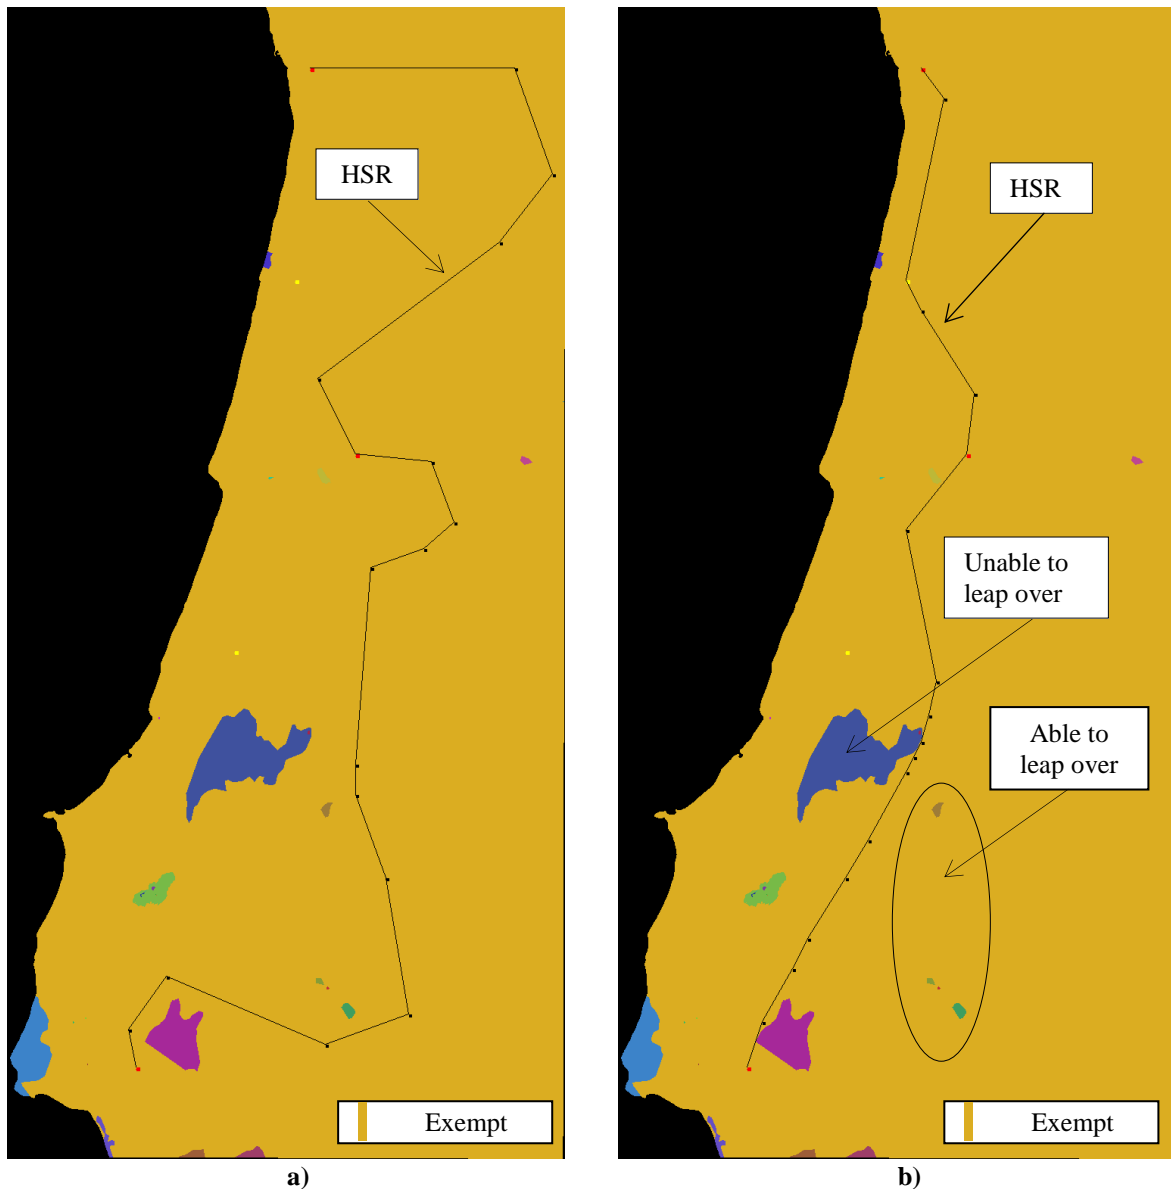 HSR
HSR
Unable to
leap over
Able to
leap over
Exempt
Exempt
a)
b)